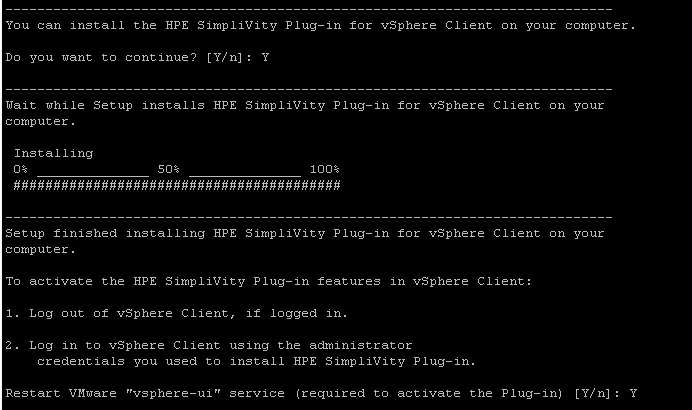 ----------------------------------------------------------------------------
You can install the HPE SimpliVity Plug-in for vSphere Client on your computer.
Do you want to continue? [Y/n]: Y
----------------------------------------------------------------------------
Wait while Setup installs HPE SimpliVity Plug-in for vSphere Client on your
computer.
Installing
0% ______________ 50% ______________ 100%
#########################################
----------------------------------------------------------------------------
Setup finished installing HPE SimpliVity Plug-in for vSphere Client on your
computer.
To activate the HPE SimpliVity Plug-in features in vSphere Client:
1. Log out of vSphere Client, if logged in.
2. Log in to vSphere Client using the administrator
credentials you used to install HPE SimpliVity Plug-in.
Restart VMware "vsphere-ui" service (required to activate the Plug-in) [Y/n]: Y